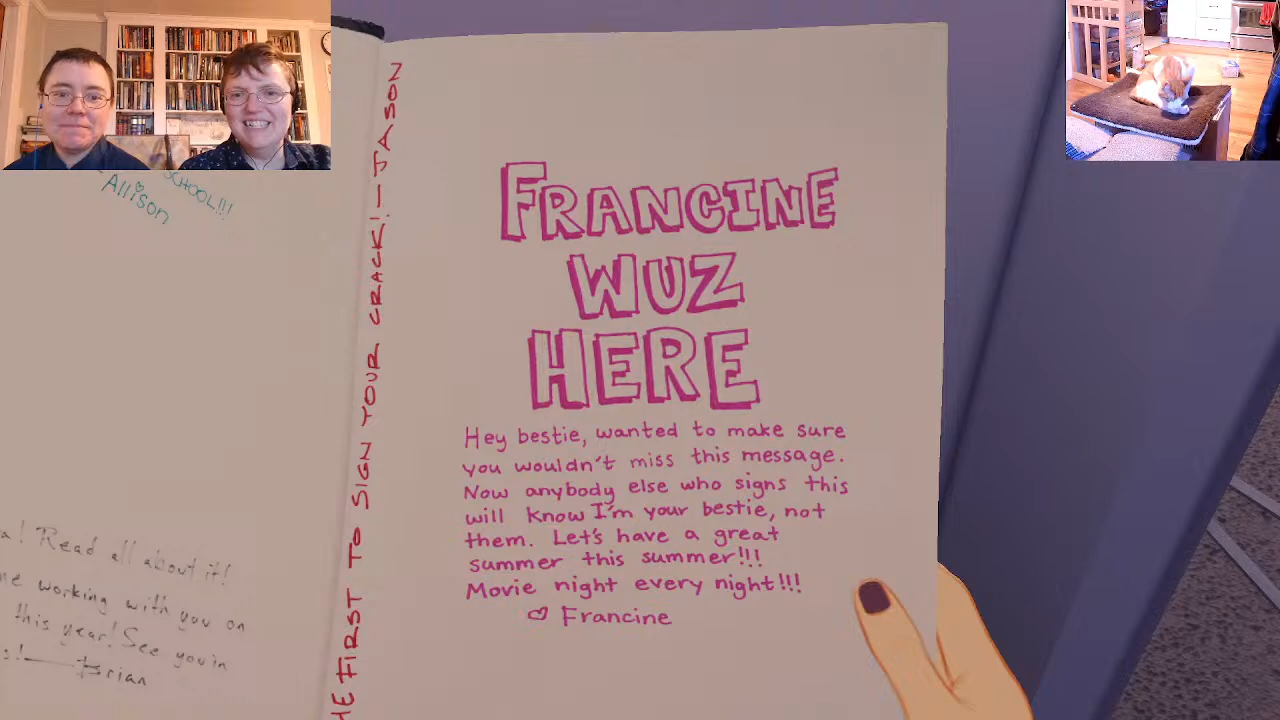 SCHOOL!!!
Allison
a! Read all about it!
me working with you on
this year! See you in
s! — Brian
HE FIRST TO SIGN YOUR CRACK! — JASON
FRANCINE
WUZ
HERE
Hey bestie, wanted to make sure
you wouldn't miss this message.
Now anybody else who signs this
will know I'm your bestie, not
them. Let's have a great
summer this summer!!!
Movie night every night!!!
♡ Francine